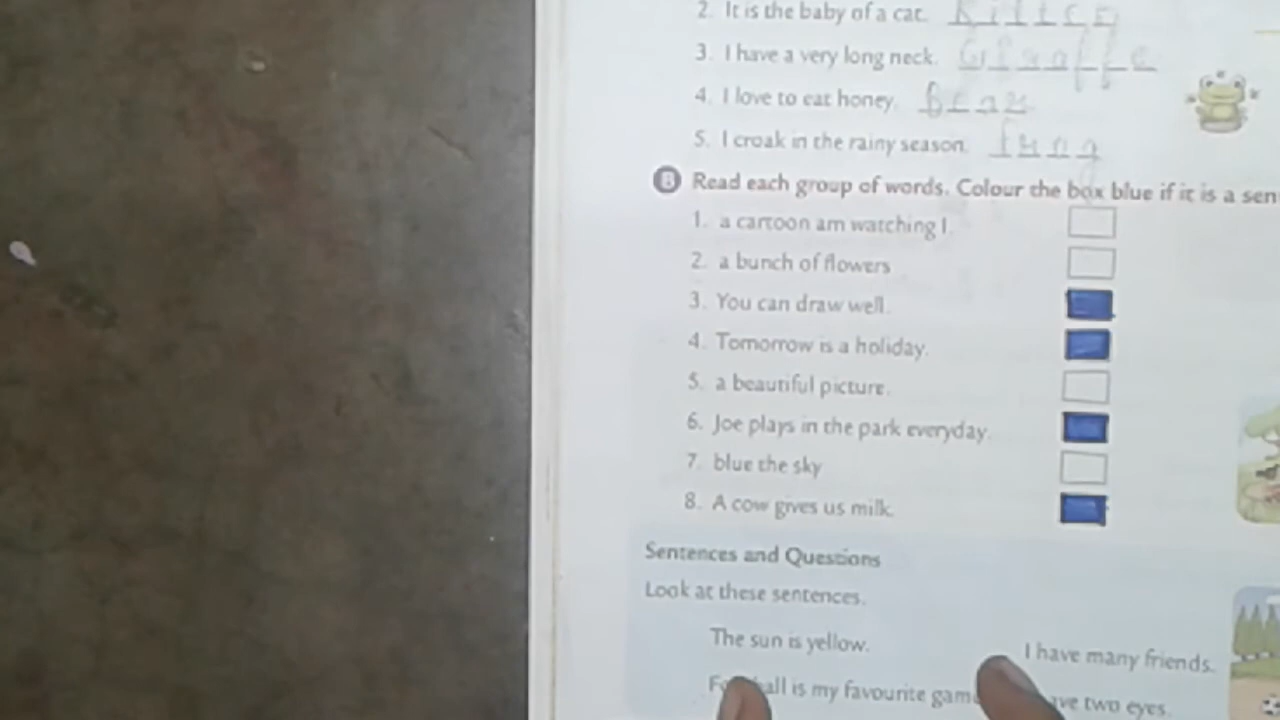 2. It is the baby of a cat. Kitten
3. I have a very long neck. Giraffe
4. I love to eat honey. Bear
5. I croak in the rainy season.
B Read each group of words. Colour the box blue if it is a sen
1. a cartoon am watching I.
2. a bunch of flowers
3. You can draw well.
4. Tomorrow is a holiday.
5. a beautiful picture.
6. Joe plays in the park everyday.
7. blue the sky
8. A cow gives us milk.
Sentences and Questions
Look at these sentences.
The sun is yellow. I have many friends.
is my favourite two eyes.